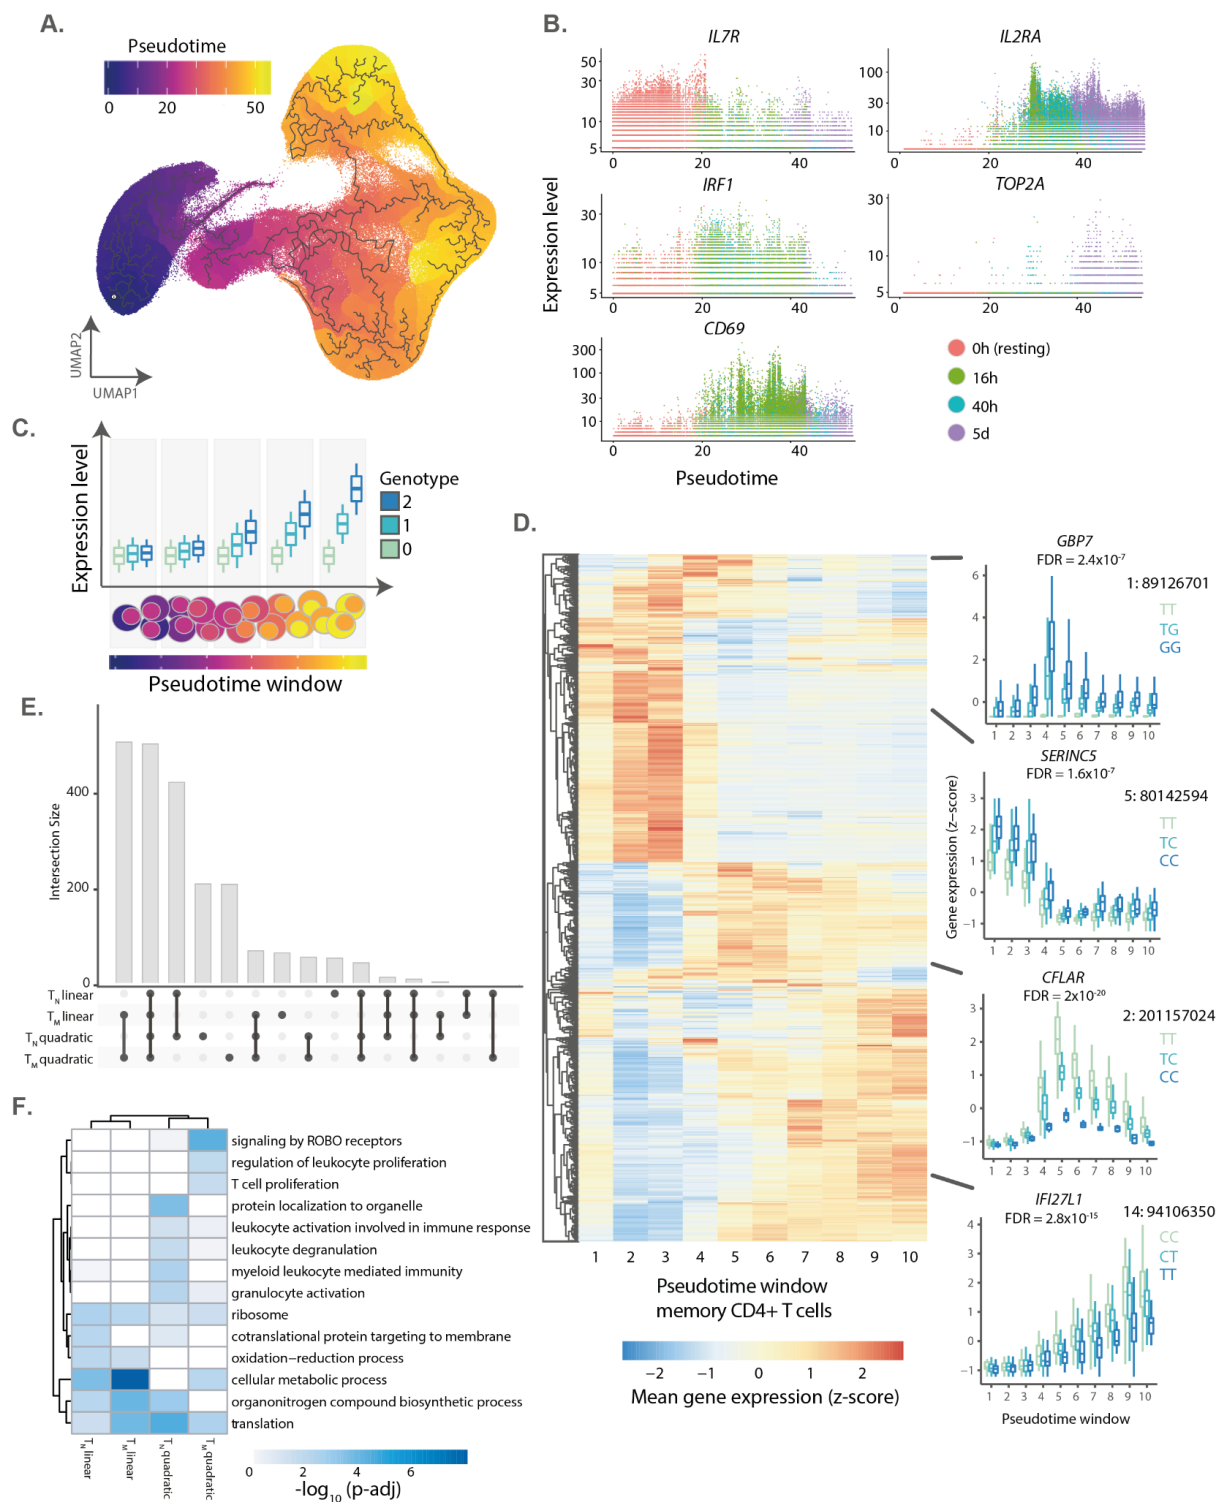 A.
Pseudotime
0 20 50
UMAP2
UMAP1
B.
Expression level
IL7R
50
30
10
5
0 20 40
IL2RA
100
30
10
0 20 40
IRF1
30
10
5
0 20 40
TOP2A
30
10
5
0 20 40
CD69
300
100
30
10
0 20 40
Pseudotime
0h (resting)
16h
40h
5d
C.
Expression level
Genotype
2
1
0
Pseudotime window
D.
1 2 3 4 5 6 7 8 9 10
Pseudotime window
memory CD4+ T cells
−2 −1 0 1 2
Mean gene expression (z-score)
Gene expression (z−score)
GBP7
FDR = 2.4x10-7
1: 89126701
TT
TG
GG
6
4
2
0
1 2 3 4 5 6 7 8 9 10
SERINC5
FDR = 1.6x10-7
5: 80142594
TT
TC
CC
3
2
1
0
−1
1 2 3 4 5 6 7 8 9 10
CFLAR
FDR = 2x10-20
2: 201157024
TT
TC
CC
3
2
1
0
−1
1 2 3 4 5 6 7 8 9 10
IFI27L1
FDR = 2.8x10-15
14: 94106350
CC
CT
TT
4
3
2
1
0
−1
1 2 3 4 5 6 7 8 9 10
Pseudotime window
E.
Intersection Size
400
200
0
TN linear
TM linear
TN quadratic
TM quadratic
F.
signaling by ROBO receptors
regulation of leukocyte proliferation
T cell proliferation
protein localization to organelle
leukocyte activation involved in immune response
leukocyte degranulation
myeloid leukocyte mediated immunity
granulocyte activation
ribosome
cotranslational protein targeting to membrane
oxidation−reduction process
cellular metabolic process
organonitrogen compound biosynthetic process
translation
TN linear
TM linear
TN quadratic
TM quadratic
0 2 4 6
-log10 (p-adj)